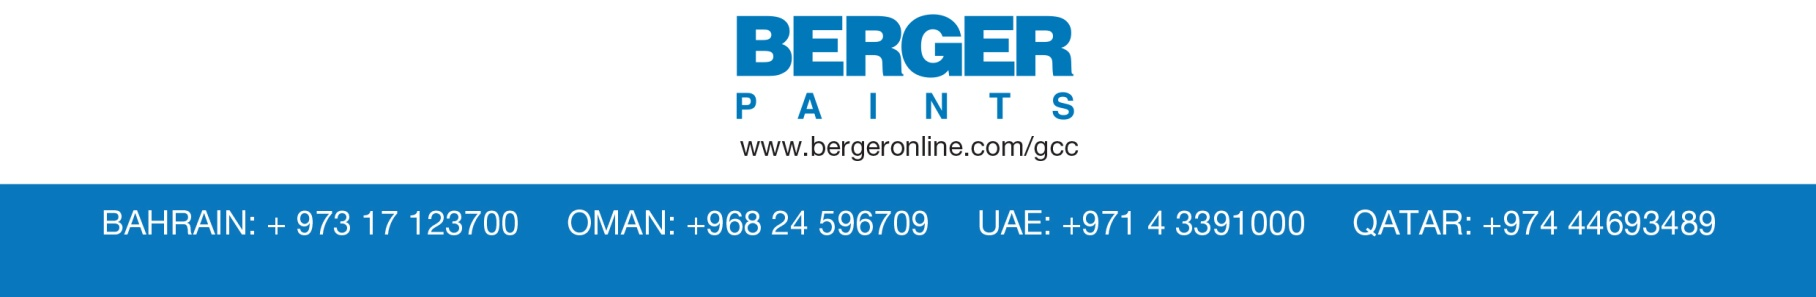 BERGER
PAINTS
www.bergeronline.com/gcc
BAHRAIN: + 973 17 123700 OMAN: +968 24 596709 UAE: +971 4 3391000 QATAR: +974 44693489